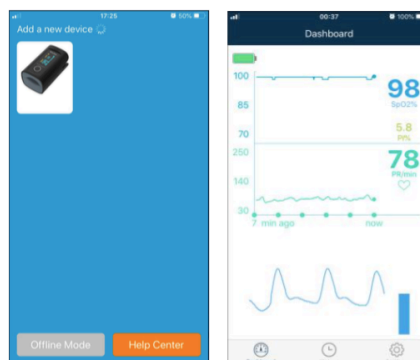 17:25
50%
Add a new device
Offline Mode
Help Center
00:37
100%
Dashboard
100
85
70
98
SpO2%
5.8
PI%
250
140
30
78
PR/min
7 min ago
now